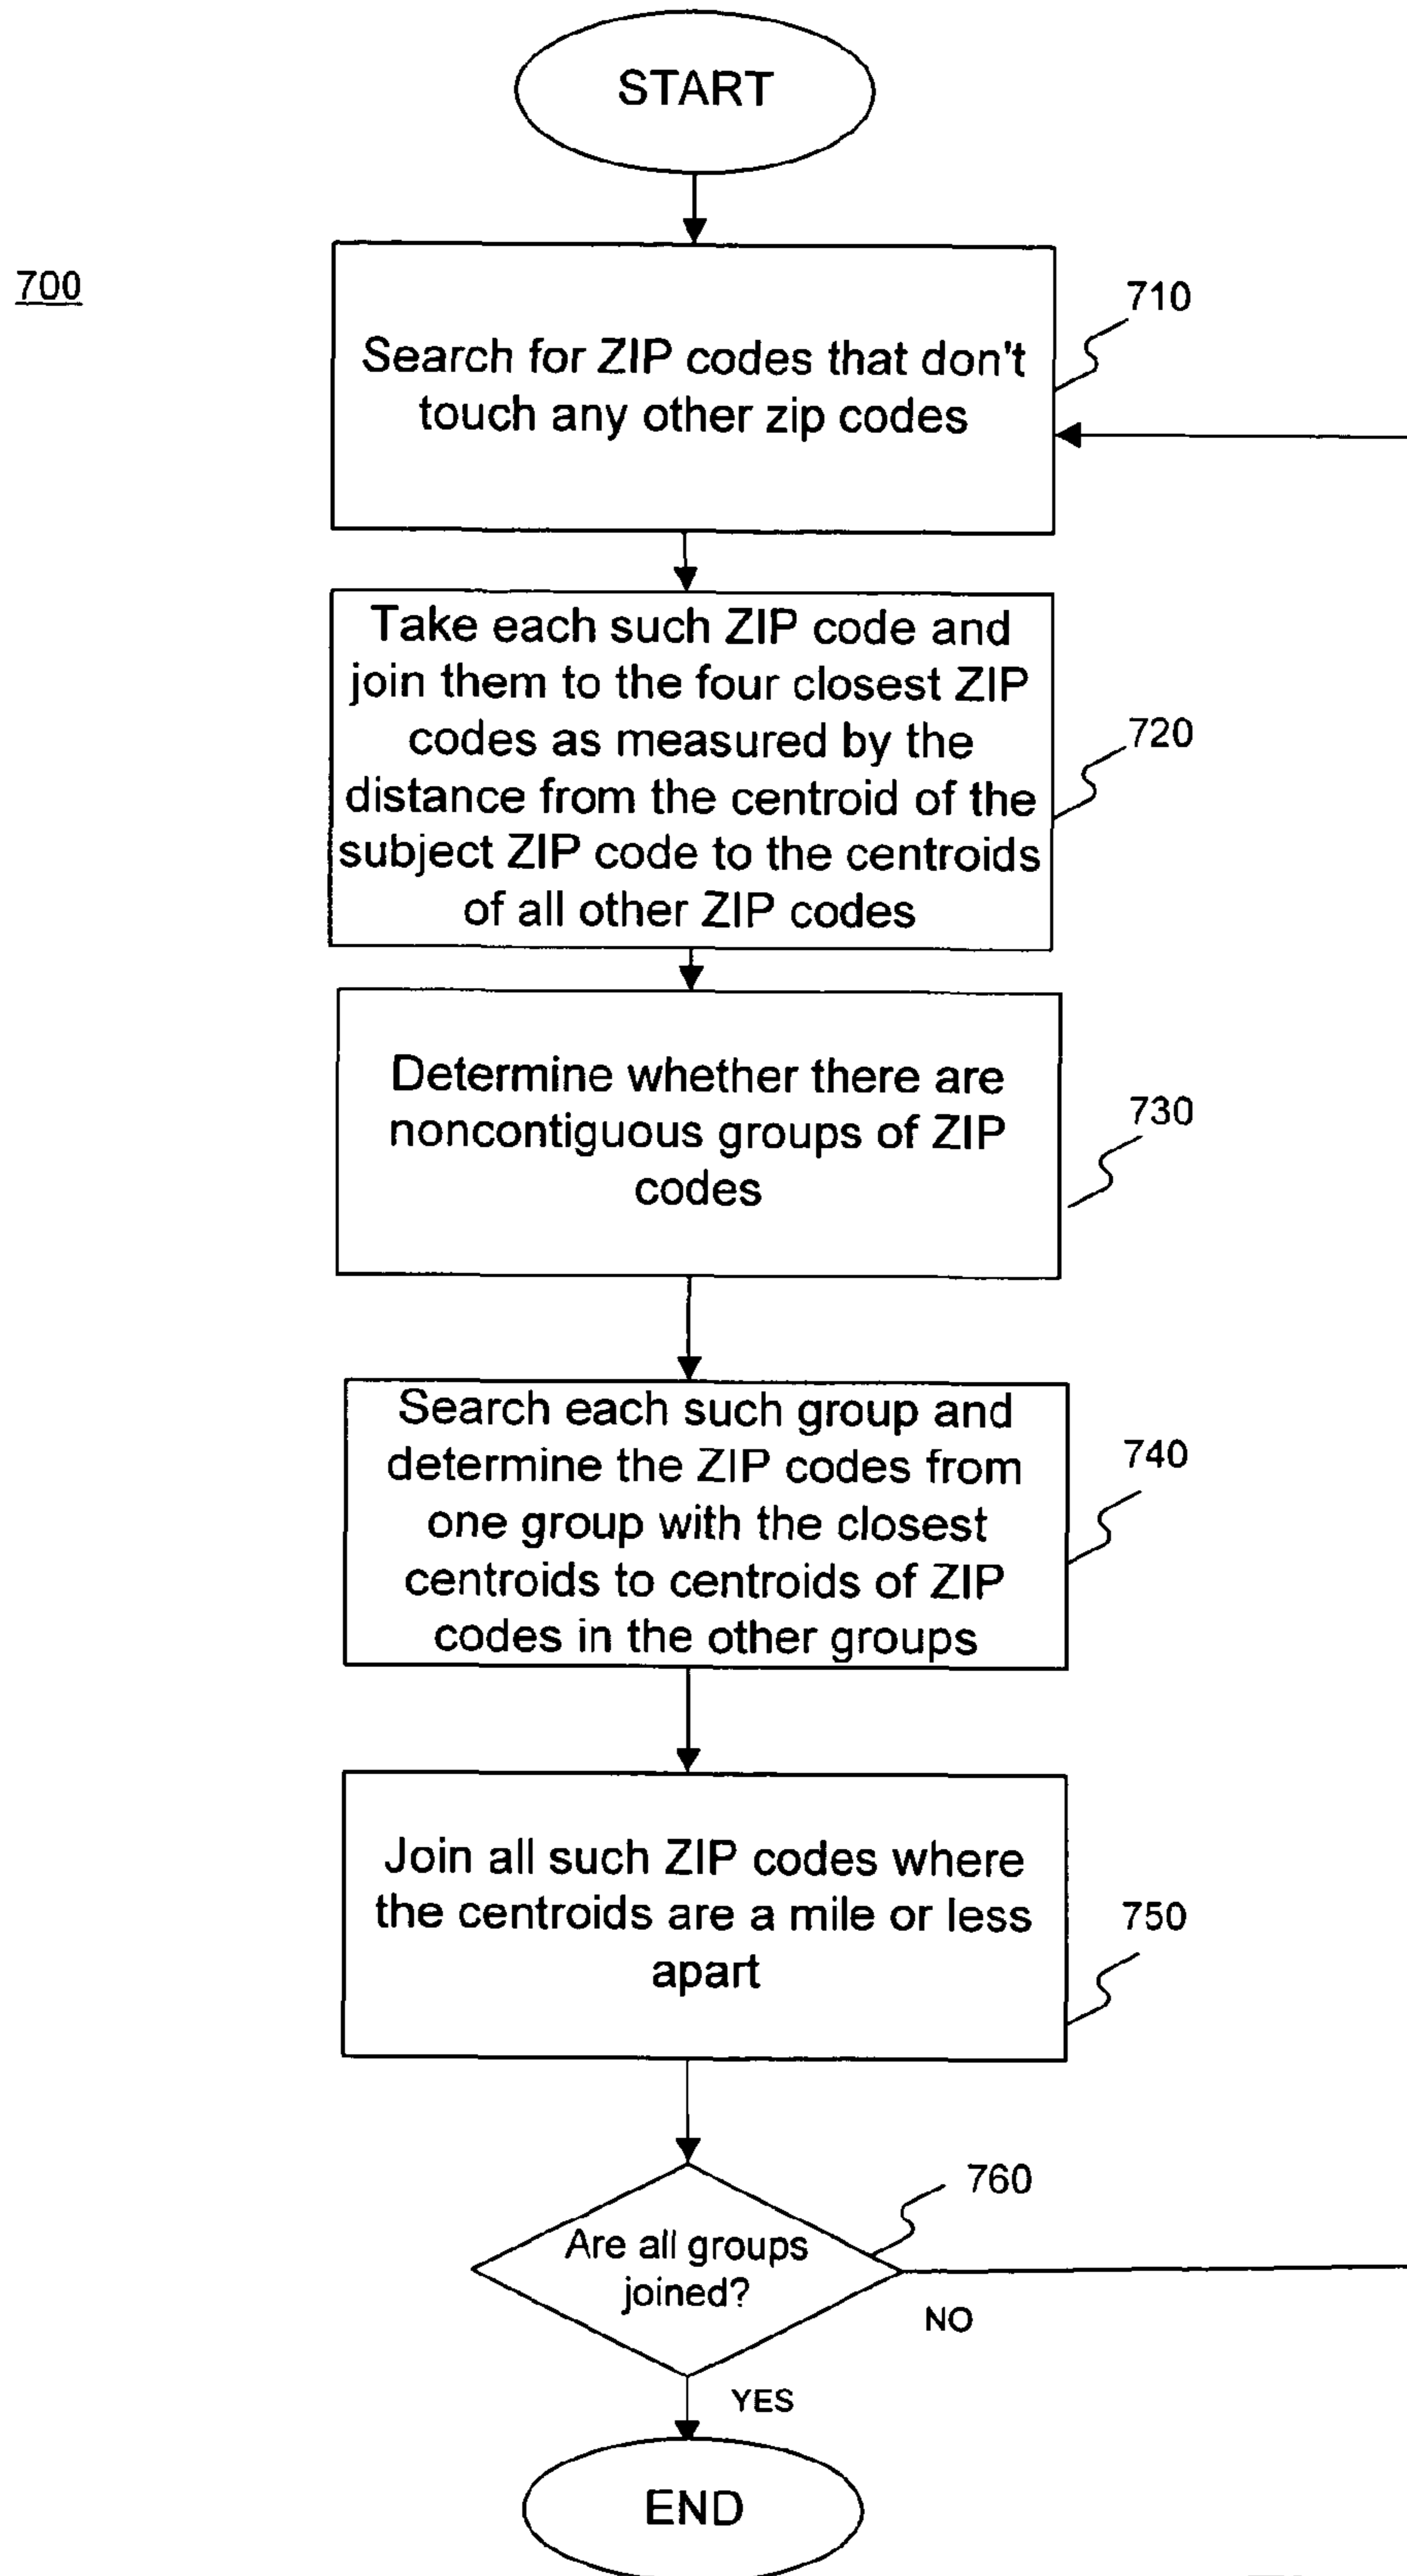 START
700
710
Search for ZIP codes that don't
touch any other zip codes
Take each such ZIP code and
join them to the four closest ZIP
codes as measured by the
distance from the centroid of the
subject ZIP code to the centroids
of all other ZIP codes
720
Determine whether there are
noncontiguous groups of ZIP
codes
730
Search each such group and
determine the ZIP codes from
one group with the closest
centroids to centroids of ZIP
codes in the other groups
740
Join all such ZIP codes where
the centroids are a mile or less
apart
750
760
Are all groups
joined?
NO
YES
END